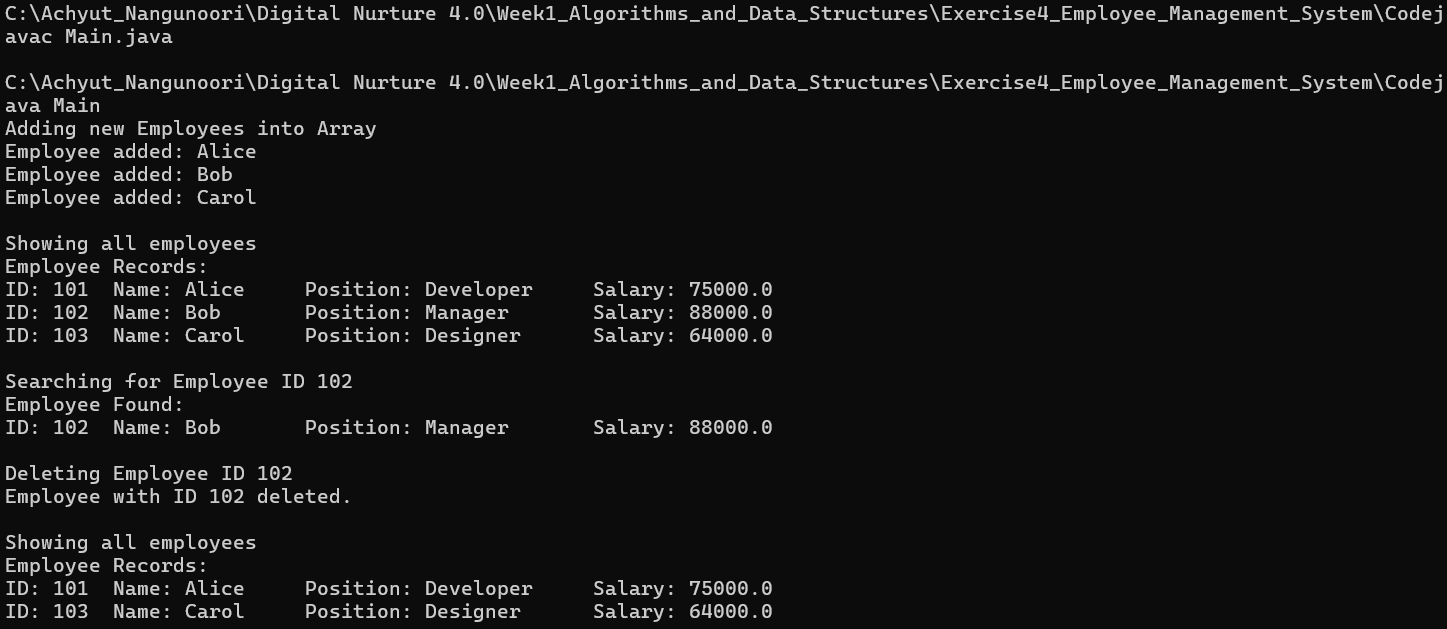 C:\Achyut_Nangunoori\Digital Nurture 4.0\Week1_Algorithms_and_Data_Structures\Exercise4_Employee_Management_System\Codej
avac Main.java
C:\Achyut_Nangunoori\Digital Nurture 4.0\Week1_Algorithms_and_Data_Structures\Exercise4_Employee_Management_System\Codej
ava Main
Adding new Employees into Array
Employee added: Alice
Employee added: Bob
Employee added: Carol
Showing all employees
Employee Records:
ID: 101  Name: Alice     Position: Developer     Salary: 75000.0
ID: 102  Name: Bob       Position: Manager       Salary: 88000.0
ID: 103  Name: Carol     Position: Designer      Salary: 64000.0
Searching for Employee ID 102
Employee Found:
ID: 102  Name: Bob       Position: Manager       Salary: 88000.0
Deleting Employee ID 102
Employee with ID 102 deleted.
Showing all employees
Employee Records:
ID: 101  Name: Alice     Position: Developer     Salary: 75000.0
ID: 103  Name: Carol     Position: Designer      Salary: 64000.0